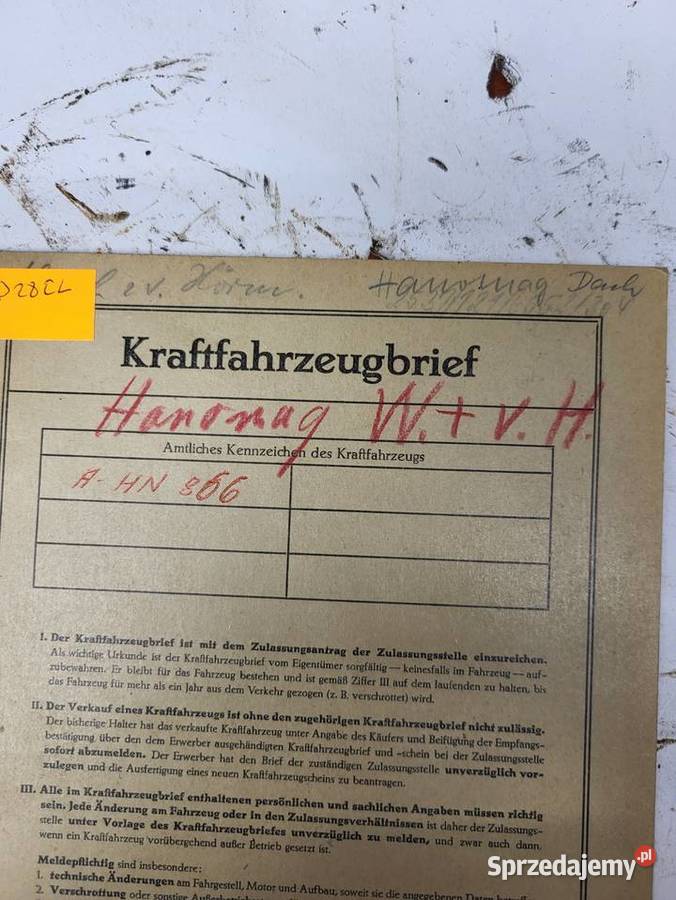 v. Hörm. Hanomag Dach
D28CL
Kraftfahrzeugbrief
Hanomag W. + v. H.
Amtliches Kennzeichen des Kraftfahrzeugs
A-HN 866
I. Der Kraftfahrzeugbrief ist mit dem Zulassungsantrag der Zulassungsstelle einzureichen.
Als wichtige Urkunde ist der Kraftfahrzeugbrief vom Eigentümer sorgfältig — keinesfalls im Fahrzeug — auf-
zubewahren. Er bleibt für das Fahrzeug bestehen und ist gemäß Ziffer III auf dem laufenden zu halten, bis
das Fahrzeug für mehr als ein Jahr aus dem Verkehr gezogen (z. B. verschrottet) wird.
II. Der Verkauf eines Kraftfahrzeugs ist ohne den zugehörigen Kraftfahrzeugbrief nicht zulässig.
Der bisherige Halter hat das verkaufte Kraftfahrzeug unter Angabe des Käufers und Beifügung der Empfangs-
bestätigung über den dem Erwerber ausgehändigten Kraftfahrzeugbrief und -schein bei der Zulassungsstelle
sofort abzumelden. Der Erwerber hat den Brief der zuständigen Zulassungsstelle unverzüglich vor-
zulegen und die Ausfertigung eines neuen Kraftfahrzeugscheins zu beantragen.
III. Alle im Kraftfahrzeugbrief enthaltenen persönlichen und sachlichen Angaben müssen richtig
sein. Jede Änderung am Fahrzeug oder in den Zulassungsverhältnissen ist daher der Zulassungs-
stelle unter Vorlage des Kraftfahrzeugbriefes unverzüglich zu melden, und zwar auch dann,
wenn ein Kraftfahrzeug vorübergehend außer Betrieb gesetzt ist.
Meldepflichtig sind insbesondere:
1. technische Änderungen am Fahrgestell, Motor und Aufbau, soweit sie die angegebenen Daten
2. Verschrottung oder sonstige
Sprzedajemy.pl